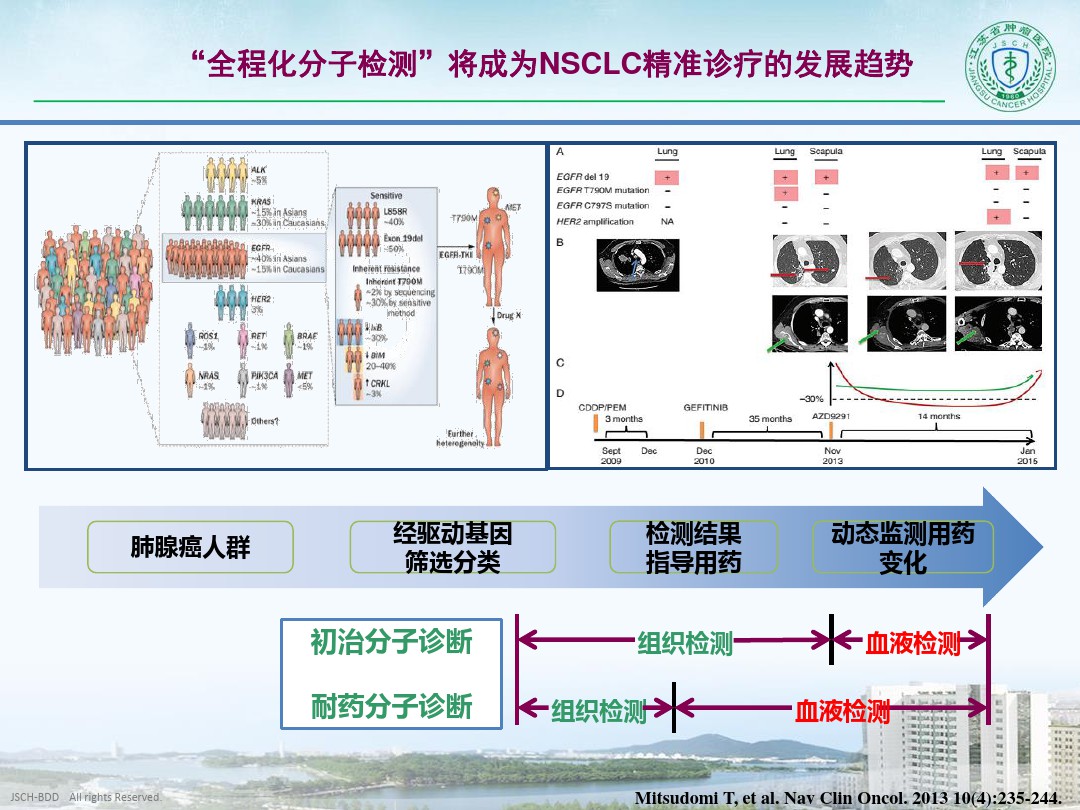 “全程化分子检测”将成为NSCLC精准诊疗的发展趋势
江苏省肿瘤医院
JSCH
1960
JIANGSU CANCER HOSPITAL
ALK
~5%
KRAS
~15% in Asians
~30% in Caucasians
EGFR
~40% in Asians
~15% in Caucasians
HER2
3%
ROS1
~1%
RET
~1%
BRAF
~1%
NRAS
~1%
PIK3CA
~1%
MET
<5%
Others?
Sensitive
L858R
~40%
Exon 19del
~50%
Inherent resistance
Inherent T790M
~2% by sequencing
~30% by sensitive
method
~30%
↓ BIM
20–40%
↑ CRKL
~3%
EGFR-TKI
T790M
MET
T790M
Drug X
Further
heterogeneity
A
Lung
Lung Scapula
Lung Scapula
EGFR del 19 + + + + +
EGFR T790M mutation – + – – –
EGFR C797S mutation – – – – –
HER2 amplification NA – – + –
B
C
–30%
D
CDDP/PEM
3 months
GEFITINIB
35 months
AZD9291
14 months
Sept
2009
Dec
Dec
2010
Nov
2013
Jan
2015
肺腺癌人群
经驱动基因
筛选分类
检测结果
指导用药
动态监测用药
变化
初治分子诊断
组织检测
血液检测
耐药分子诊断
组织检测
血液检测
JSCH-BDD All rights Reserved.
Mitsudomi T, et al. Nav Clin Oncol. 2013 10(4):235-244.